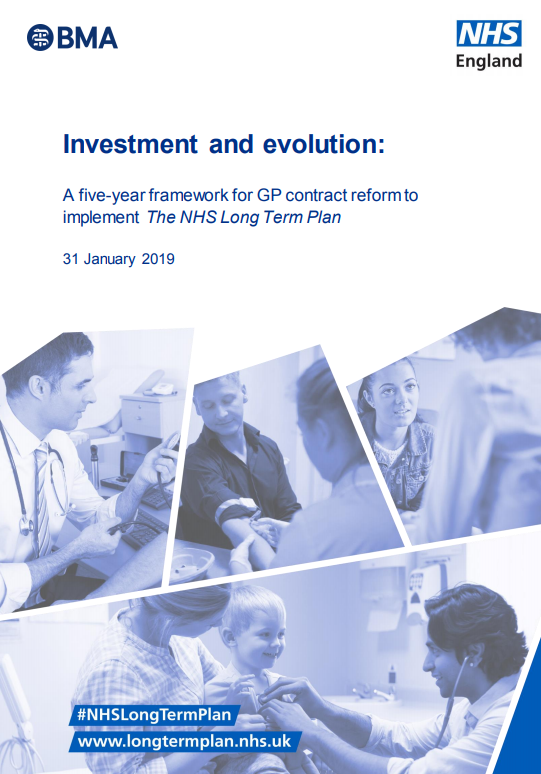 BMA
NHS
England
Investment and evolution:
A five-year framework for GP contract reform to
implement The NHS Long Term Plan
31 January 2019
#NHSLongTermPlan
www.longtermplan.nhs.uk